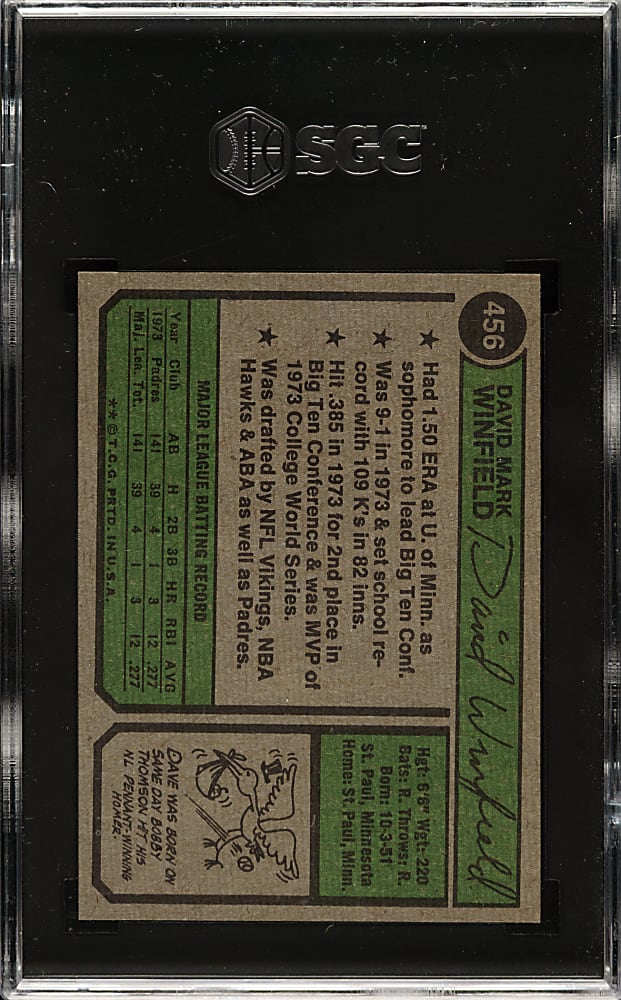 SGC
456
DAVID MARK
WINFIELD
David Winfield
★ Had 1.50 ERA at U. of Minn. as
sophomore to lead Big Ten Conf.
★ Was 9-1 in 1973 & set school re-
cord with 109 K's in 82 inns.
★ Hit .385 in 1973 for 2nd place in
Big Ten Conference & was MVP of
1973 College World Series.
★ Was drafted by NFL Vikings, NBA
Hawks & ABA as well as Padres.
MAJOR LEAGUE BATTING RECORD
Year Club AB H 2B 3B HR RBI AVG
1973 Padres 141 39 4 1 3 12 .277
Maj. Lea. Tot. 141 39 4 1 3 12 .277
** © T.C.G. PRTD. IN U.S.A.
Hgt: 6'6" Wgt: 220
Bats: R. Throws: R.
Born: 10-3-51
St. Paul, Minnesota
Home: St. Paul, Minn.
DAVE WAS BORN ON
SAME DAY BOBBY
THOMSON HIT HIS
NL PENNANT-WINNING
HOMER.